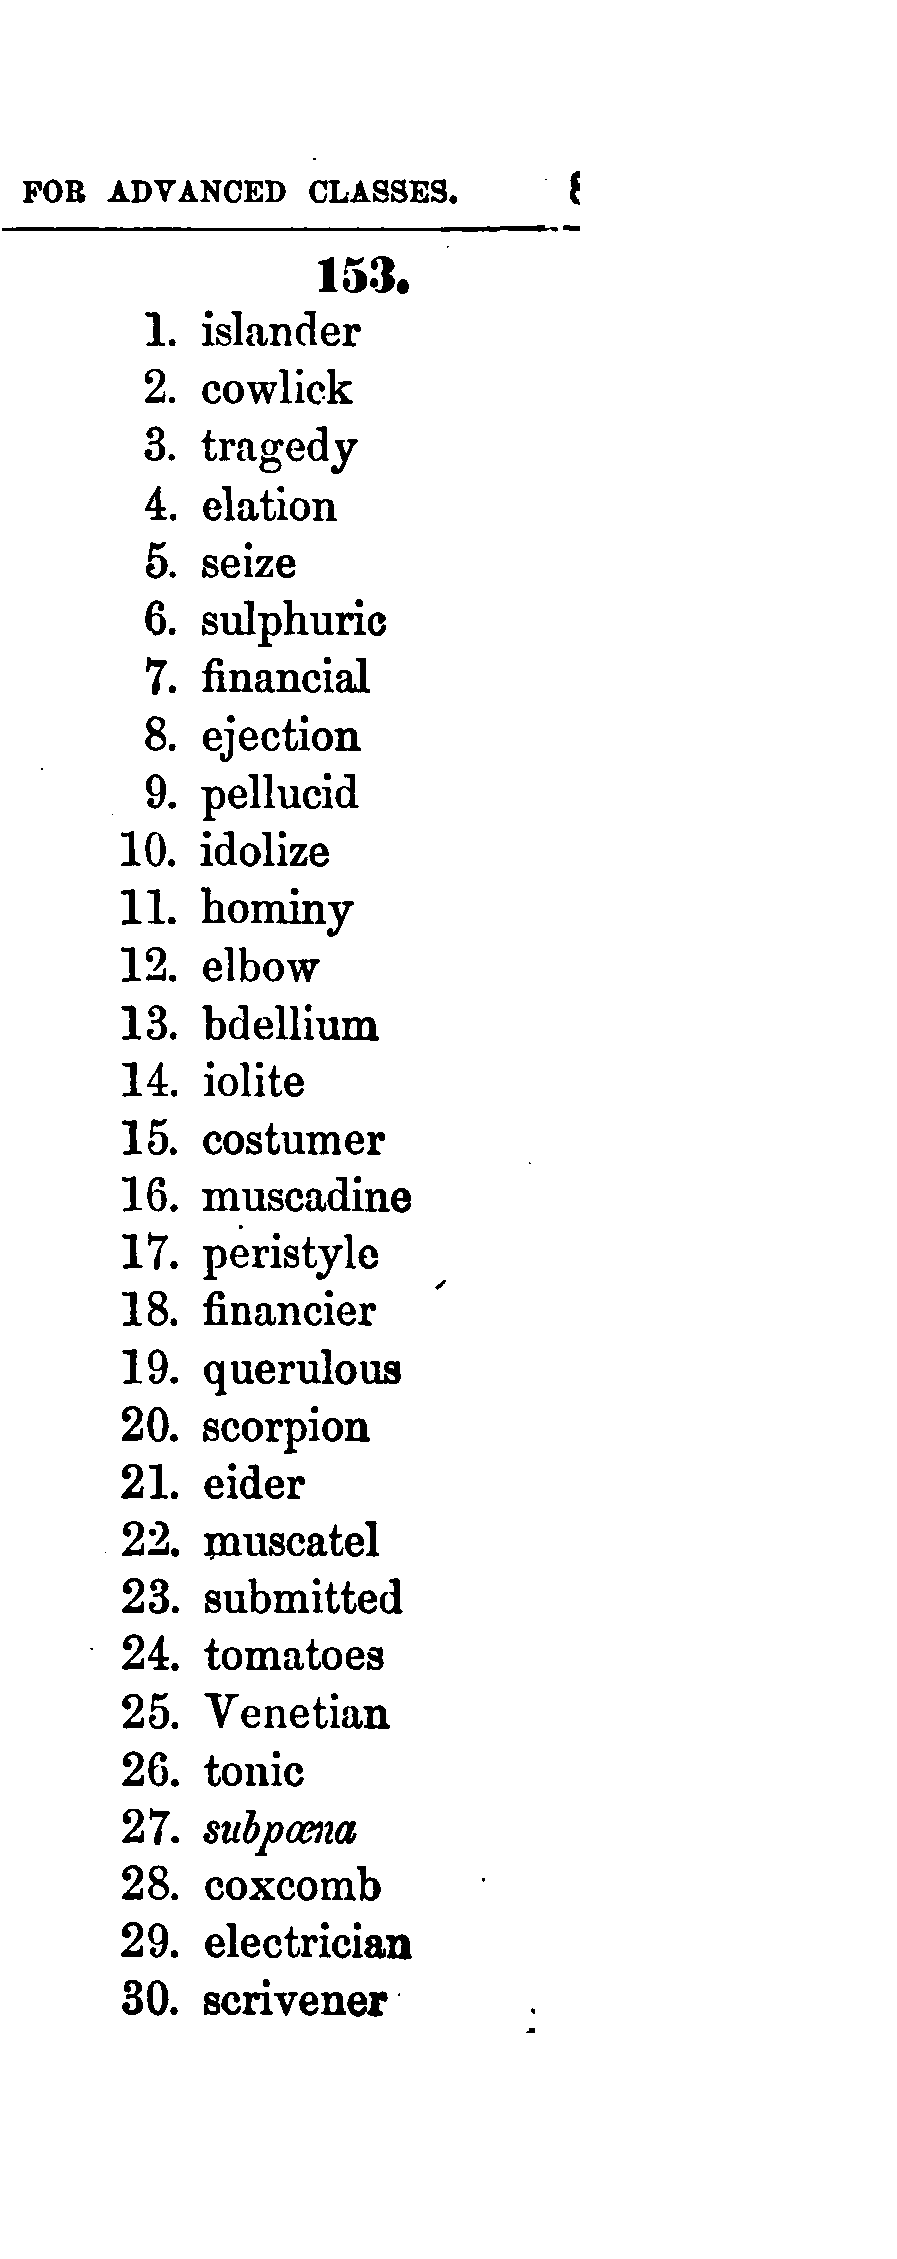 FOR ADVANCED CLASSES.
153.
1. islander
2. cowlick
3. tragedy
4. elation
5. seize
6. sulphuric
7. financial
8. ejection
9. pellucid
10. idolize
11. hominy
12. elbow
13. bdellium
14. iolite
15. costumer
16. muscadine
17. peristyle
18. financier
19. querulous
20. scorpion
21. eider
22. muscatel
23. submitted
24. tomatoes
25. Venetian
26. tonic
27. subpœna
28. coxcomb
29. electrician
30. scrivener